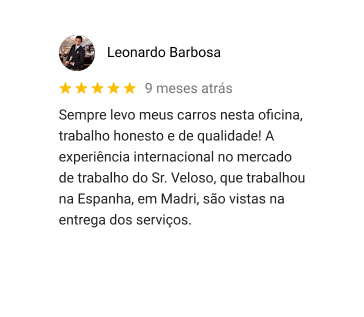 Leonardo Barbosa
9 meses atrás
Sempre levo meus carros nesta oficina,
trabalho honesto e de qualidade! A
experiência internacional no mercado
de trabalho do Sr. Veloso, que trabalhou
na Espanha, em Madri, são vistas na
entrega dos serviços.